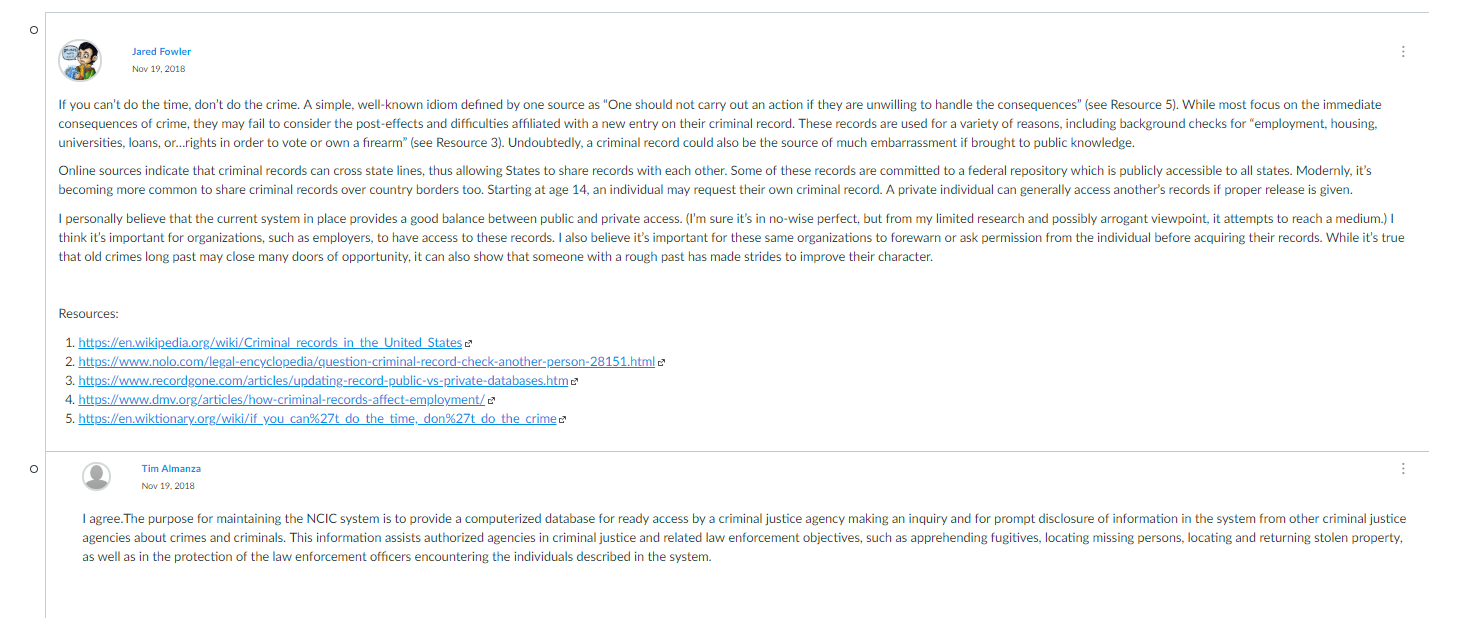 Jared Fowler
Nov 19, 2018
If you can't do the time, don't do the crime. A simple, well-known idiom defined by one source as "One should not carry out an action if they are unwilling to handle the consequences" (see Resource 5). While most focus on the immediate
consequences of crime, they may fail to consider the post-effects and difficulties affiliated with a new entry on their criminal record. These records are used for a variety of reasons, including background checks for "employment, housing,
universities, loans, or…rights in order to vote or own a firearm" (see Resource 3). Undoubtedly, a criminal record could also be the source of much embarrassment if brought to public knowledge.
Online sources indicate that criminal records can cross state lines, thus allowing States to share records with each other. Some of these records are committed to a federal repository which is publicly accessible to all states. Modernly, it's
becoming more common to share criminal records over country borders too. Starting at age 14, an individual may request their own criminal record. A private individual can generally access another's records if proper release is given.
I personally believe that the current system in place provides a good balance between public and private access. (I'm sure it's in no-wise perfect, but from my limited research and possibly arrogant viewpoint, it attempts to reach a medium.) I
think it's important for organizations, such as employers, to have access to these records. I also believe it's important for these same organizations to forewarn or ask permission from the individual before acquiring their records. While it's true
that old crimes long past may close many doors of opportunity, it can also show that someone with a rough past has made strides to improve their character.
Resources:
1. https://en.wikipedia.org/wiki/Criminal_records_in_the_United_States
2. https://www.nolo.com/legal-encyclopedia/question-criminal-record-check-another-person-28151.html
3. https://www.recordgone.com/articles/updating-record-public-vs-private-databases.htm
4. https://www.dmv.org/articles/how-criminal-records-affect-employment/
5. https://en.wiktionary.org/wiki/if_you_can%27t_do_the_time,_don%27t_do_the_crime
Tim Almanza
Nov 19, 2018
I agree.The purpose for maintaining the NCIC system is to provide a computerized database for ready access by a criminal justice agency making an inquiry and for prompt disclosure of information in the system from other criminal justice
agencies about crimes and criminals. This information assists authorized agencies in criminal justice and related law enforcement objectives, such as apprehending fugitives, locating missing persons, locating and returning stolen property,
as well as in the protection of the law enforcement officers encountering the individuals described in the system.